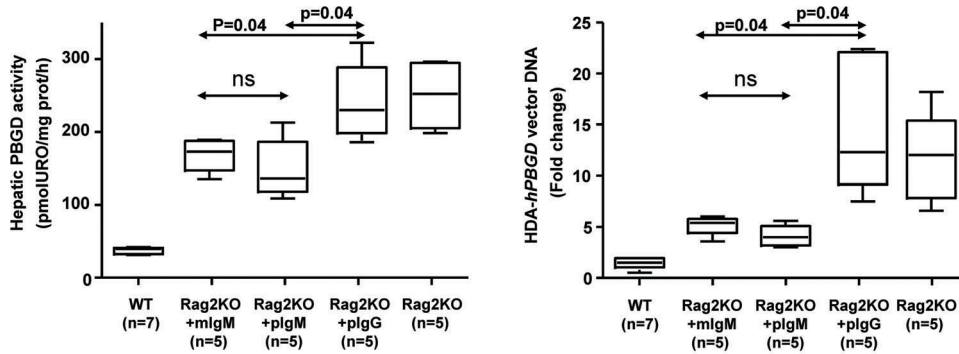 P=0.04
p=0.04
ns
Hepatic PBGD activity
(pmolURO/mg prot/h)
300
200
100
0
WT
(n=7)
Rag2KO
+mIgM
(n=5)
Rag2KO
+pIgM
(n=5)
Rag2KO
+pIgG
(n=5)
Rag2KO
(n=5)
p=0.04
p=0.04
ns
HDA-hPBGD vector DNA
(Fold change)
25
20
15
10
5
0
WT
(n=7)
Rag2KO
+mIgM
(n=5)
Rag2KO
+pIgM
(n=5)
Rag2KO
+pIgG
(n=5)
Rag2KO
(n=5)